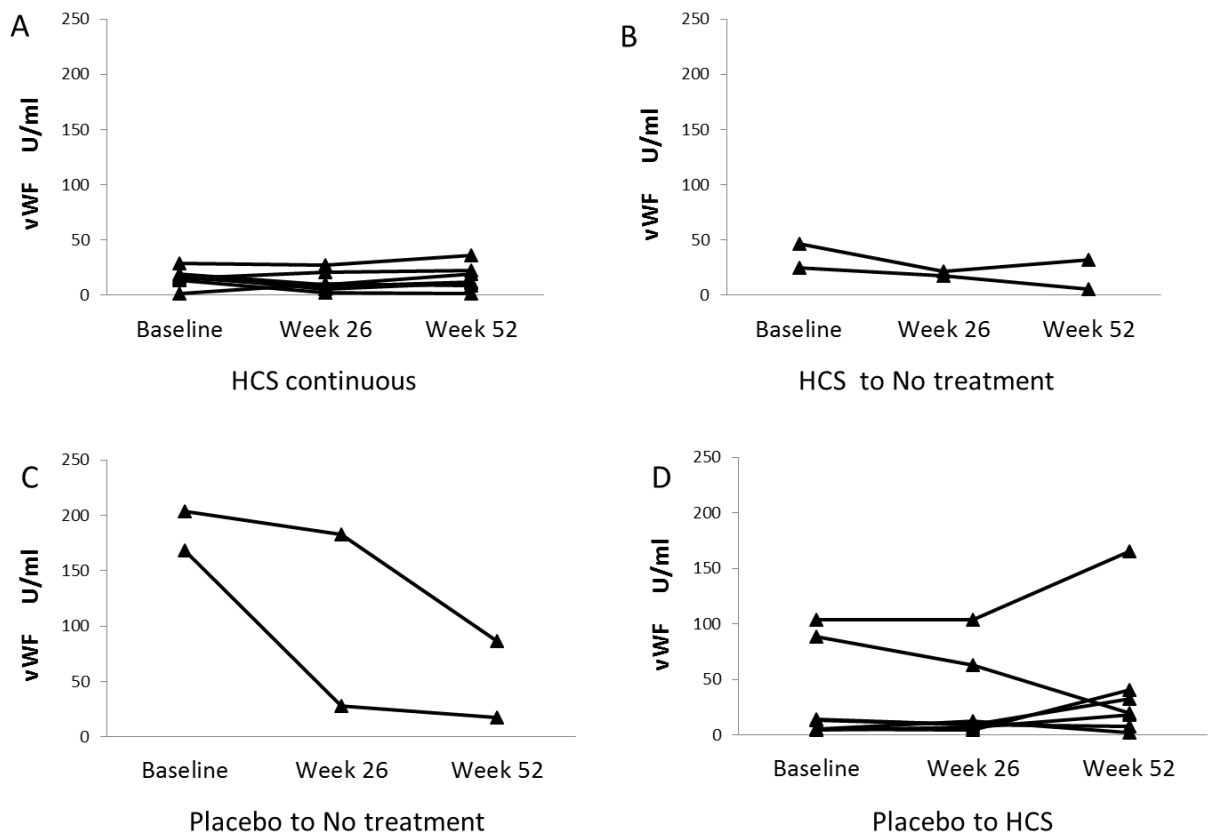 A
250
200
150
100
50
0
vWF U/ml
Baseline Week 26 Week 52
HCS continuous
B
250
200
150
100
50
0
vWF U/ml
Baseline Week 26 Week 52
HCS to No treatment
C
250
200
150
100
50
0
vWF U/ml
Baseline Week 26 Week 52
Placebo to No treatment
D
250
200
150
100
50
0
vWF U/ml
Baseline Week 26 Week 52
Placebo to HCS